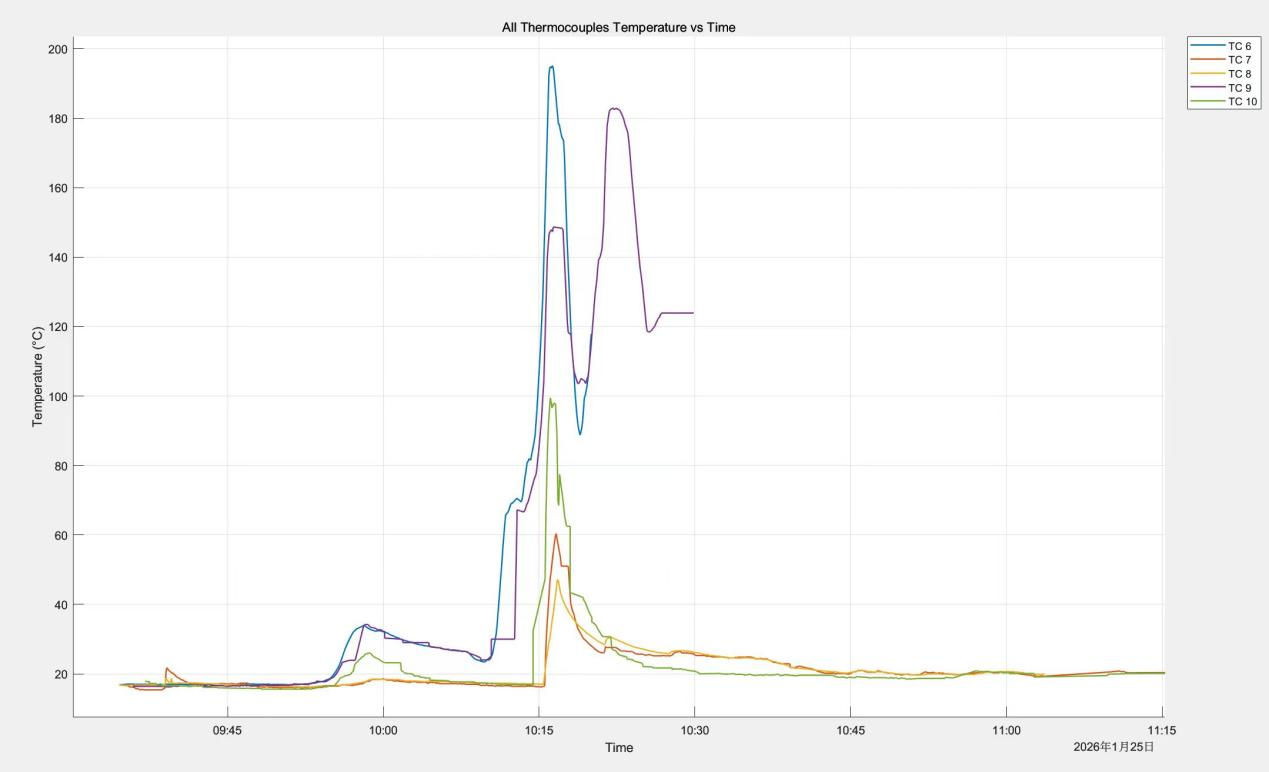 All Thermocouples Temperature vs Time
TC 6
TC 7
TC 8
TC 9
TC 10
200
180
160
140
120
100
80
60
40
20
Temperature (°C)
09:45
10:00
10:15
10:30
10:45
11:00
11:15
Time
2026年1月25日